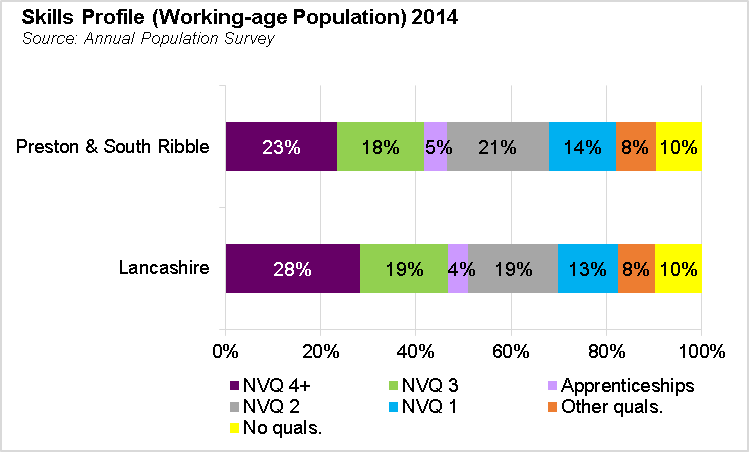 Skills Profile (Working-age Population) 2014
Source: Annual Population Survey
Preston & South Ribble
23% 18% 5% 21% 14% 8% 10%
Lancashire
28% 19% 4% 19% 13% 8% 10%
0% 20% 40% 60% 80% 100%
NVQ 4+ NVQ 3 Apprenticeships
NVQ 2 NVQ 1 Other quals.
No quals.